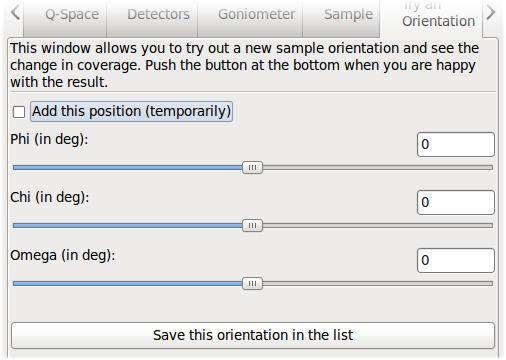 Q-Space
Detectors
Goniometer
Sample
Try an
Orientation
This window allows you to try out a new sample orientation and see the
change in coverage. Push the button at the bottom when you are happy
with the result.
Add this position (temporarily)
Phi (in deg):
0
Chi (in deg):
0
Omega (in deg):
0
Save this orientation in the list